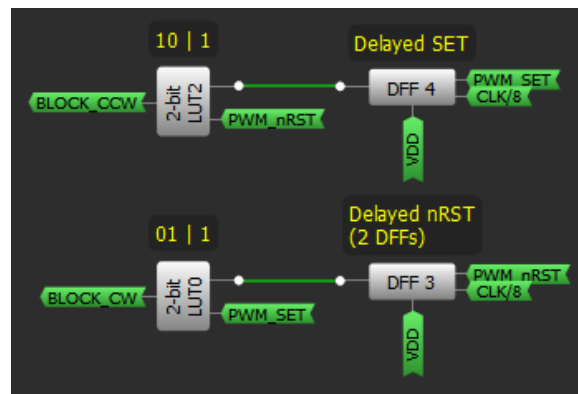 10 | 1
Delayed SET
BLOCK_CCW
2-bit
LUT2
PWM_nRST
DFF 4
PWM_SET
CLK/8
VDD
01 | 1
Delayed nRST
(2 DFFs)
BLOCK_CW
2-bit
LUT0
PWM_SET
DFF 3
PWM_nRST
CLK/8
VDD